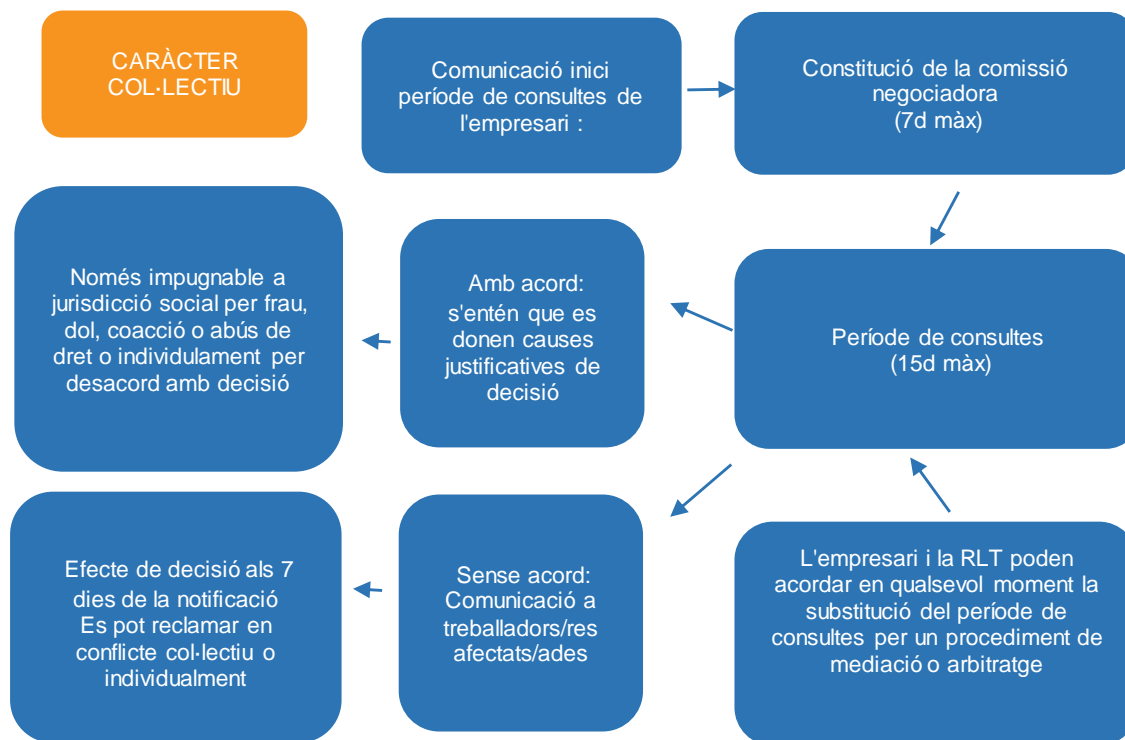 CARÀCTER
COL·LECTIU
Comunicació inici
període de consultes de
l'empresari :
Constitució de la comissió
negociadora
(7d màx)
Només impugnable a
jurisdicció social per frau,
dol, coacció o abús de
dret o individulament per
desacord amb decisió
Amb acord:
s'entén que es
donen causes
justificatives de
decisió
Període de consultes
(15d màx)
Efecte de decisió als 7
dies de la notificació
Es pot reclamar en
conflicte col·lectiu o
individualment
Sense acord:
Comunicació a
treballadors/res
afectats/ades
L'empresari i la RLT poden
acordar en qualsevol moment la
substitució del període de
consultes per un procediment de
mediació o arbitratge